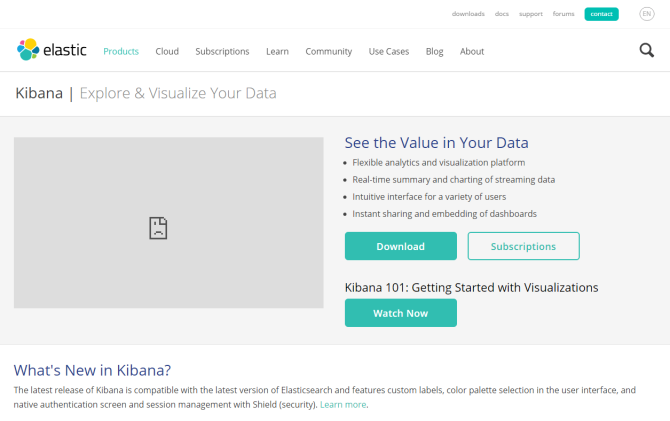 downloads docs support forums contact EN
elastic Products Cloud Subscriptions Learn Community Use Cases Blog About
Kibana | Explore & Visualize Your Data
See the Value in Your Data
Flexible analytics and visualization platform
Real-time summary and charting of streaming data
Intuitive interface for a variety of users
Instant sharing and embedding of dashboards
Download Subscriptions
Kibana 101: Getting Started with Visualizations
Watch Now
What's New in Kibana?
The latest release of Kibana is compatible with the latest version of Elasticsearch and features custom labels, color palette selection in the user interface, and
native authentication screen and session management with Shield (security). Learn more.